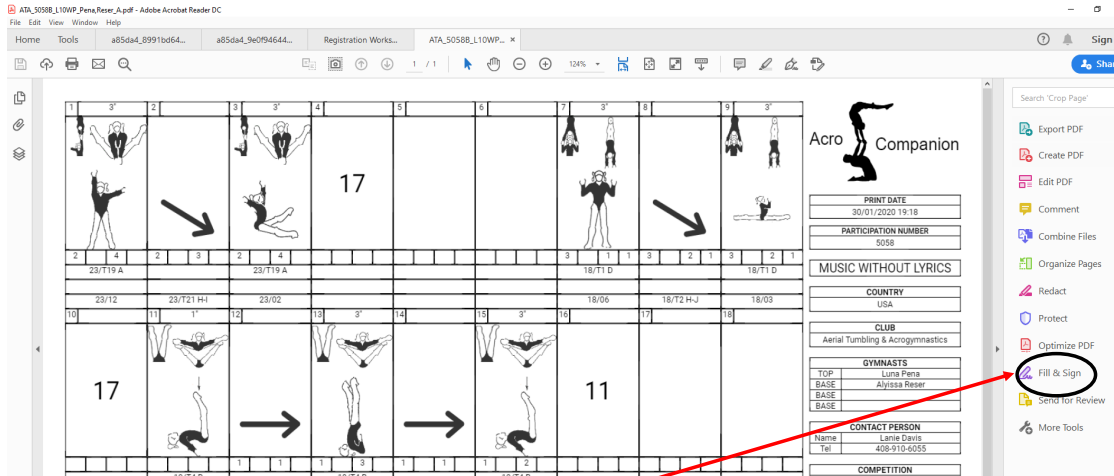 ATA_5058B_L10WP_Pena,Reser_A.pdf - Adobe Acrobat Reader DC
File Edit View Window Help
Home Tools a85da4_8991bd64... a85da4_9e0f94644... Registration Works... ATA_5058B_L10WP... × Sign
1 / 1 124% Sha
Search 'Crop Page'
Export PDF
Create PDF
Edit PDF
Comment
Combine Files
Organize Pages
Redact
Protect
Optimize PDF
Fill & Sign
Send for Review
More Tools
1 3" 2 3 3" 4 5 6 7 3" 8 9 3"
17
2 4 2 3 2 4 3 1 1 3 2 1 3 2 1
23/T19 A 23/T19 A 18/T1 D 18/T1 D
23/12 23/T21 H-I 23/02 18/06 18/T2 H-J 18/03
10 11 1" 12 13 3" 14 15 3" 16 17 18
17 11
1 1 1 3 1 1 1 2
Acro Companion
PRINT DATE
30/01/2020 19:18
PARTICIPATION NUMBER
5058
MUSIC WITHOUT LYRICS
COUNTRY
USA
CLUB
Aerial Tumbling & Acrogymnastics
GYMNASTS
TOP Luna Pena
BASE Alyissa Reser
BASE
BASE
CONTACT PERSON
Name Lanie Davis
Tel 408-910-6055
COMPETITION